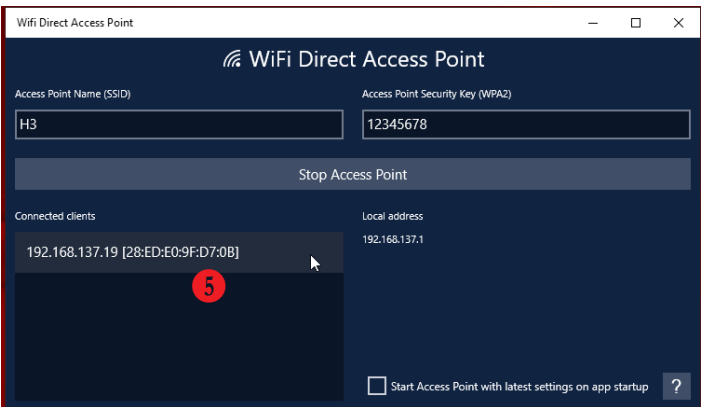 Wifi Direct Access Point
WiFi Direct Access Point
Access Point Name (SSID)
Access Point Security Key (WPA2)
H3
12345678
Stop Access Point
Connected clients
Local address
192.168.137.19 [28:ED:E0:9F:D7:0B]
192.168.137.1
5
Start Access Point with latest settings on app startup
?